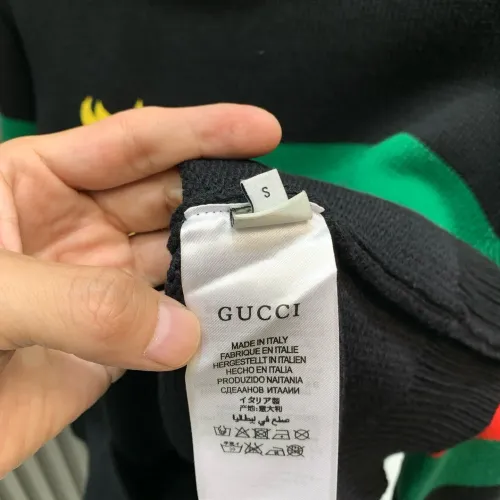 S
GUCCI
MADE IN ITALY
FABRIQUE EN ITALIE
HERGESTELLT IN ITALIEN
HECHO EN ITALIA
PRODUZIDO NAITANIA
СДЕЛАНОВ ИТАЛИИ
イタリア製
产地:意大利
صنع في إيطاليا